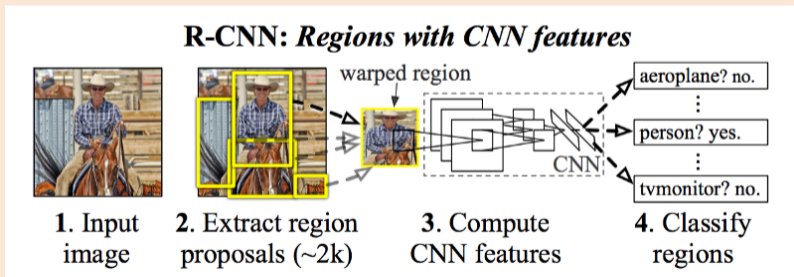 R-CNN: Regions with CNN features
warped region
aeroplane? no.
person? yes.
tvmonitor? no.
CNN
1. Input
image
2. Extract region
proposals (~2k)
3. Compute
CNN features
4. Classify
regions